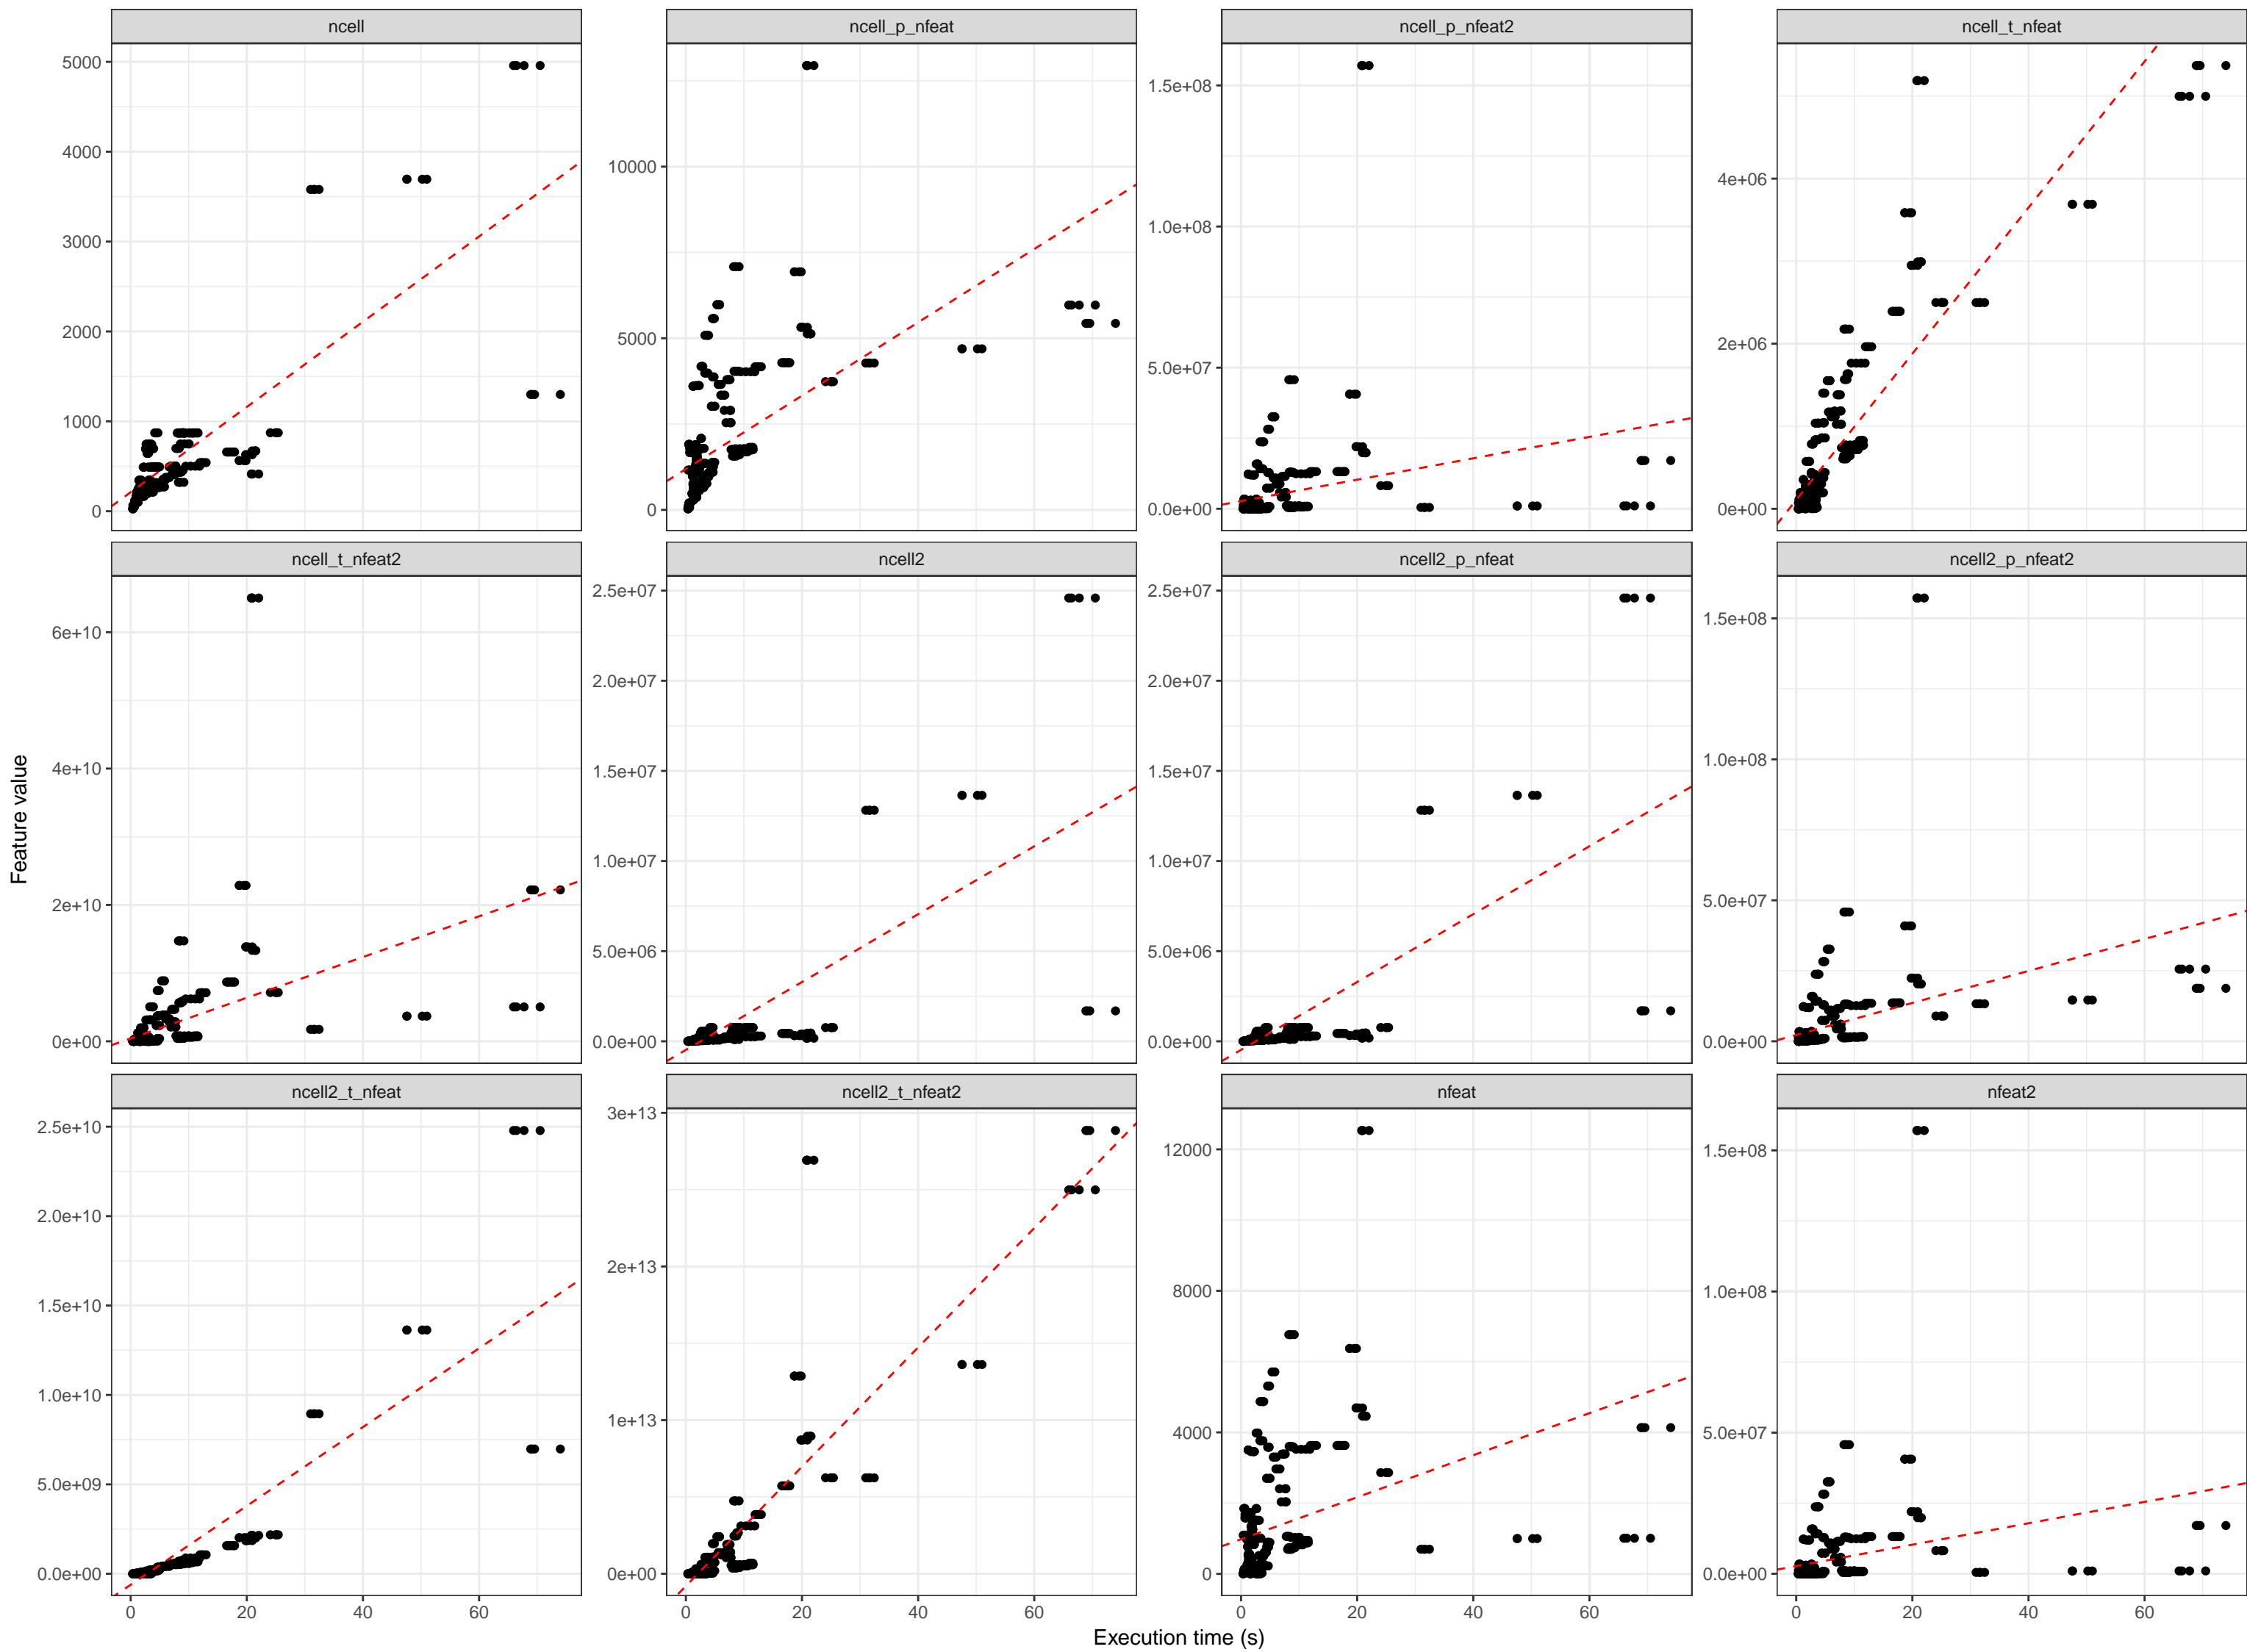 ncell
ncell_p_nfeat
ncell_p_nfeat2
ncell_t_nfeat
5000
4000
3000
2000
1000
0
10000
5000
0
1.5e+08
1.0e+08
5.0e+07
0.0e+00
4e+06
2e+06
0e+00
ncell_t_nfeat2
ncell2
ncell2_p_nfeat
ncell2_p_nfeat2
6e+10
4e+10
2e+10
0e+00
2.5e+07
2.0e+07
1.5e+07
1.0e+07
5.0e+06
0.0e+00
2.5e+07
2.0e+07
1.5e+07
1.0e+07
5.0e+06
0.0e+00
1.5e+08
1.0e+08
5.0e+07
0.0e+00
Feature value
ncell2_t_nfeat
ncell2_t_nfeat2
nfeat
nfeat2
2.5e+10
2.0e+10
1.5e+10
1.0e+10
5.0e+09
0.0e+00
3e+13
2e+13
1e+13
0e+00
12000
8000
4000
0
1.5e+08
1.0e+08
5.0e+07
0.0e+00
0 20 40 60
0 20 40 60
0 20 40 60
0 20 40 60
Execution time (s)